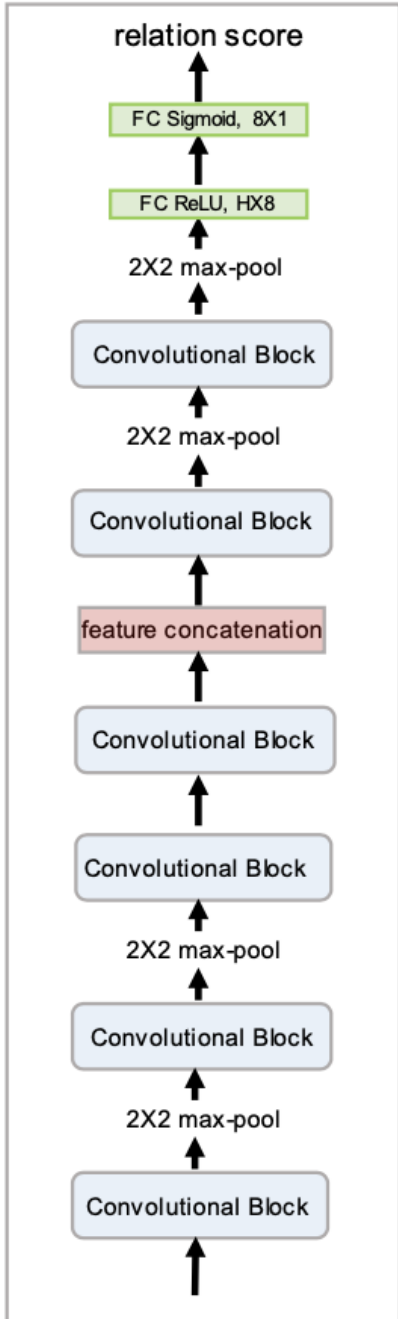 relation score
FC Sigmoid, 8X1
FC ReLU, HX8
2X2 max-pool
Convolutional Block
2X2 max-pool
Convolutional Block
feature concatenation
Convolutional Block
Convolutional Block
2X2 max-pool
Convolutional Block
2X2 max-pool
Convolutional Block